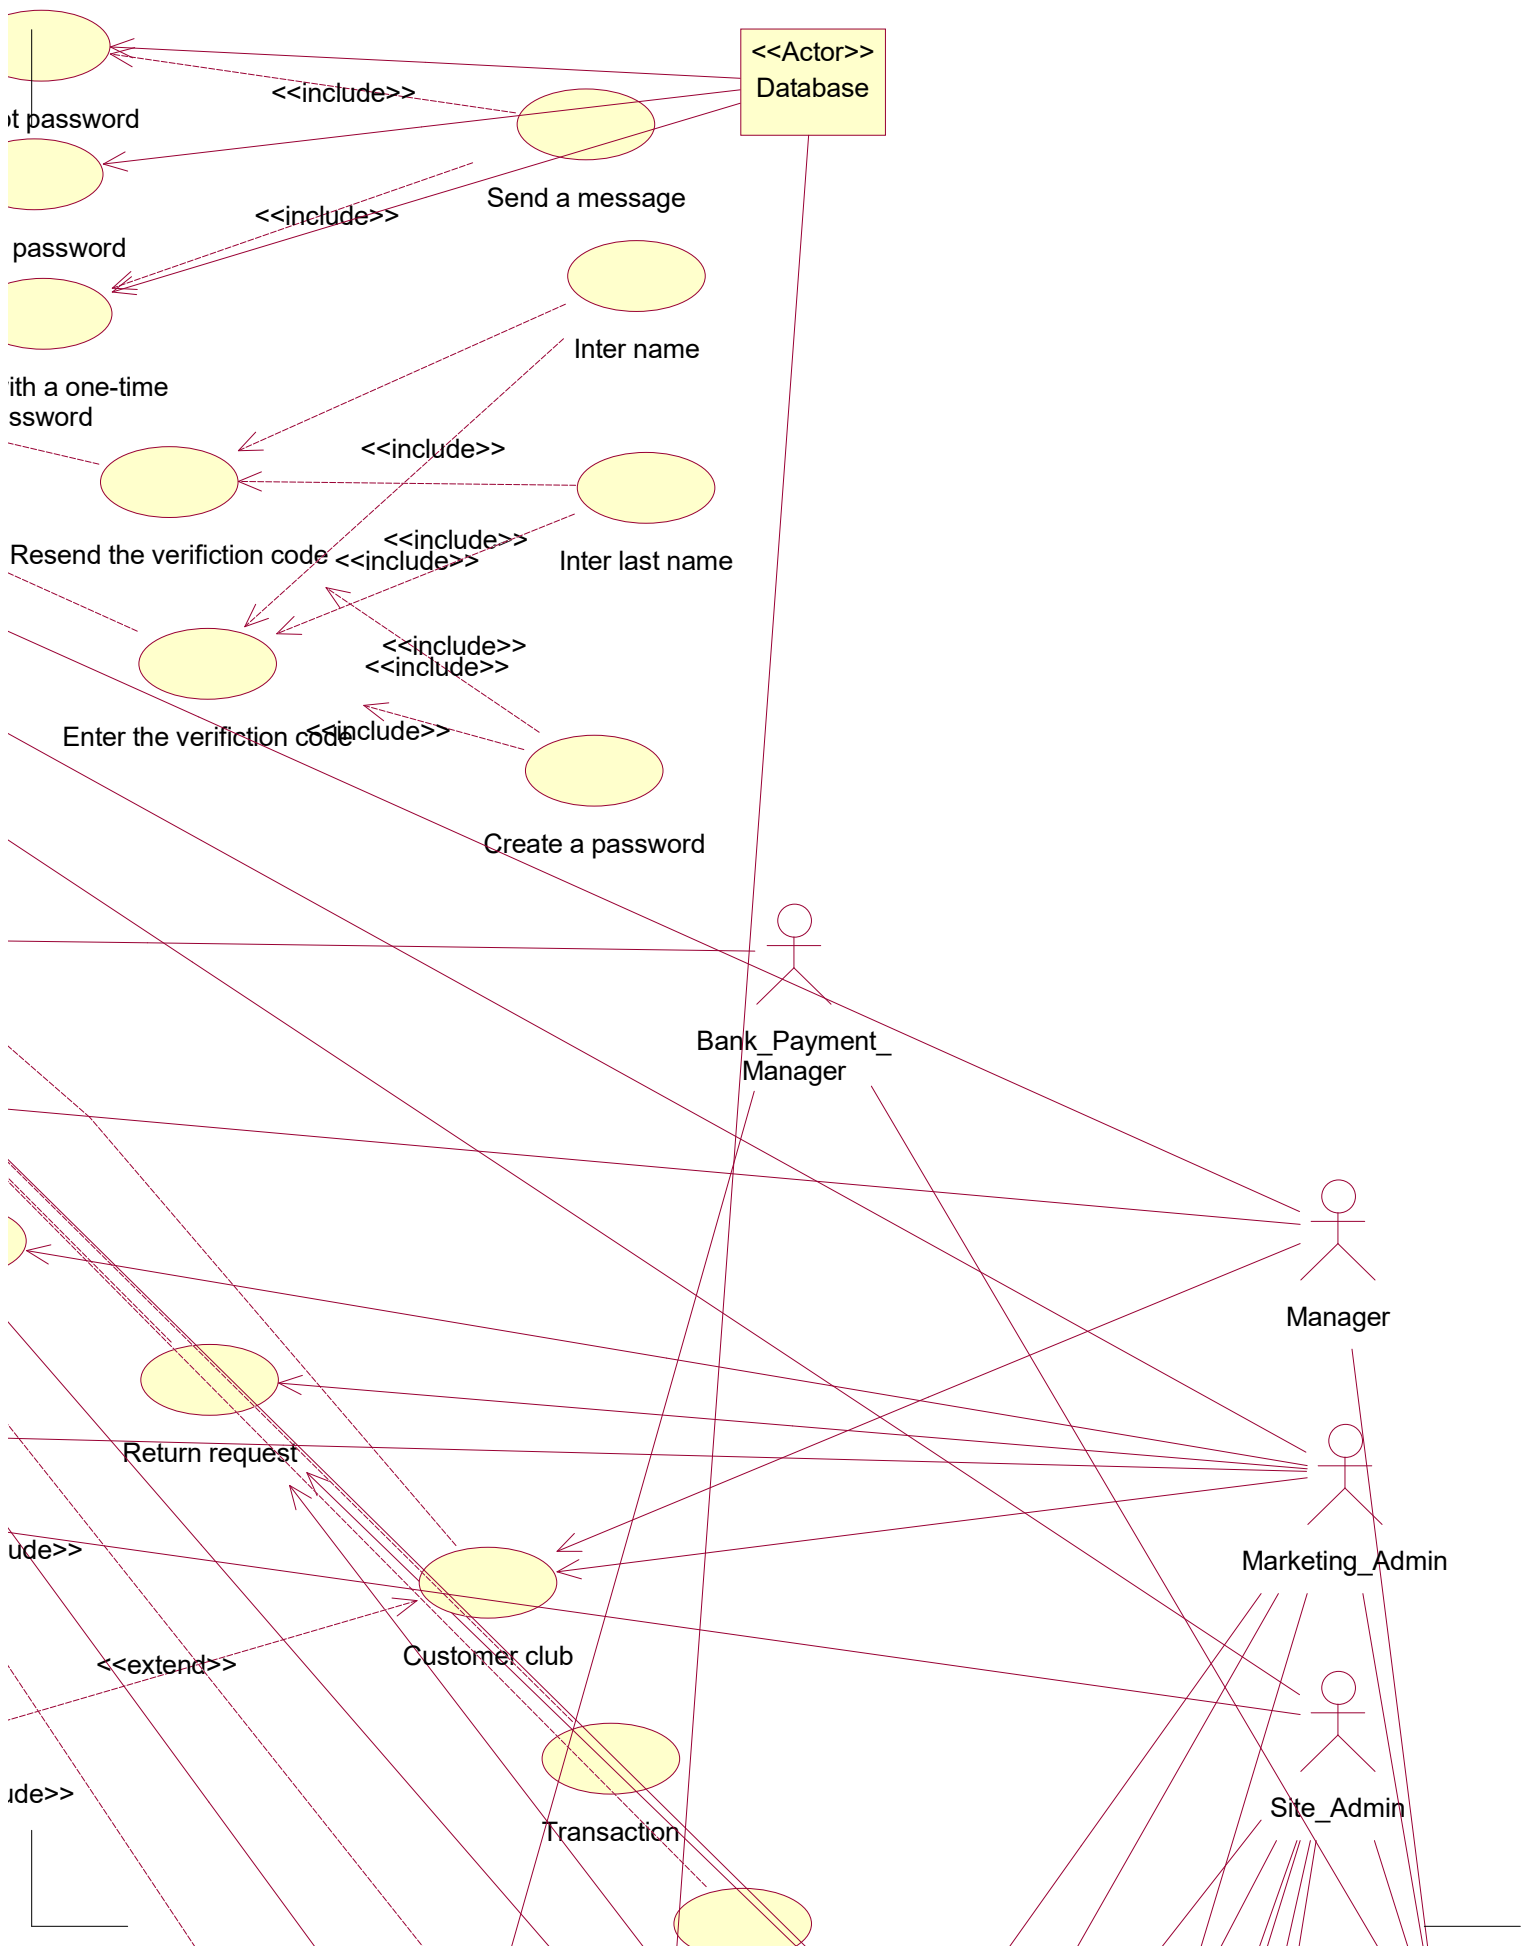 <<Actor>>
Database
<<include>>
ot password
Send a message
<<include>>
password
Inter name
ith a one-time
ssword
<<include>>
<<include>>
Resend the verifiction code
<<include>>
Inter last name
<<include>>
<<include>>
<<include>>
Enter the verifiction code
Create a password
Bank_Payment_
Manager
Manager
Return request
ude>>
Marketing_Admin
Customer club
<<extend>>
ude>>
Site_Admin
Transaction